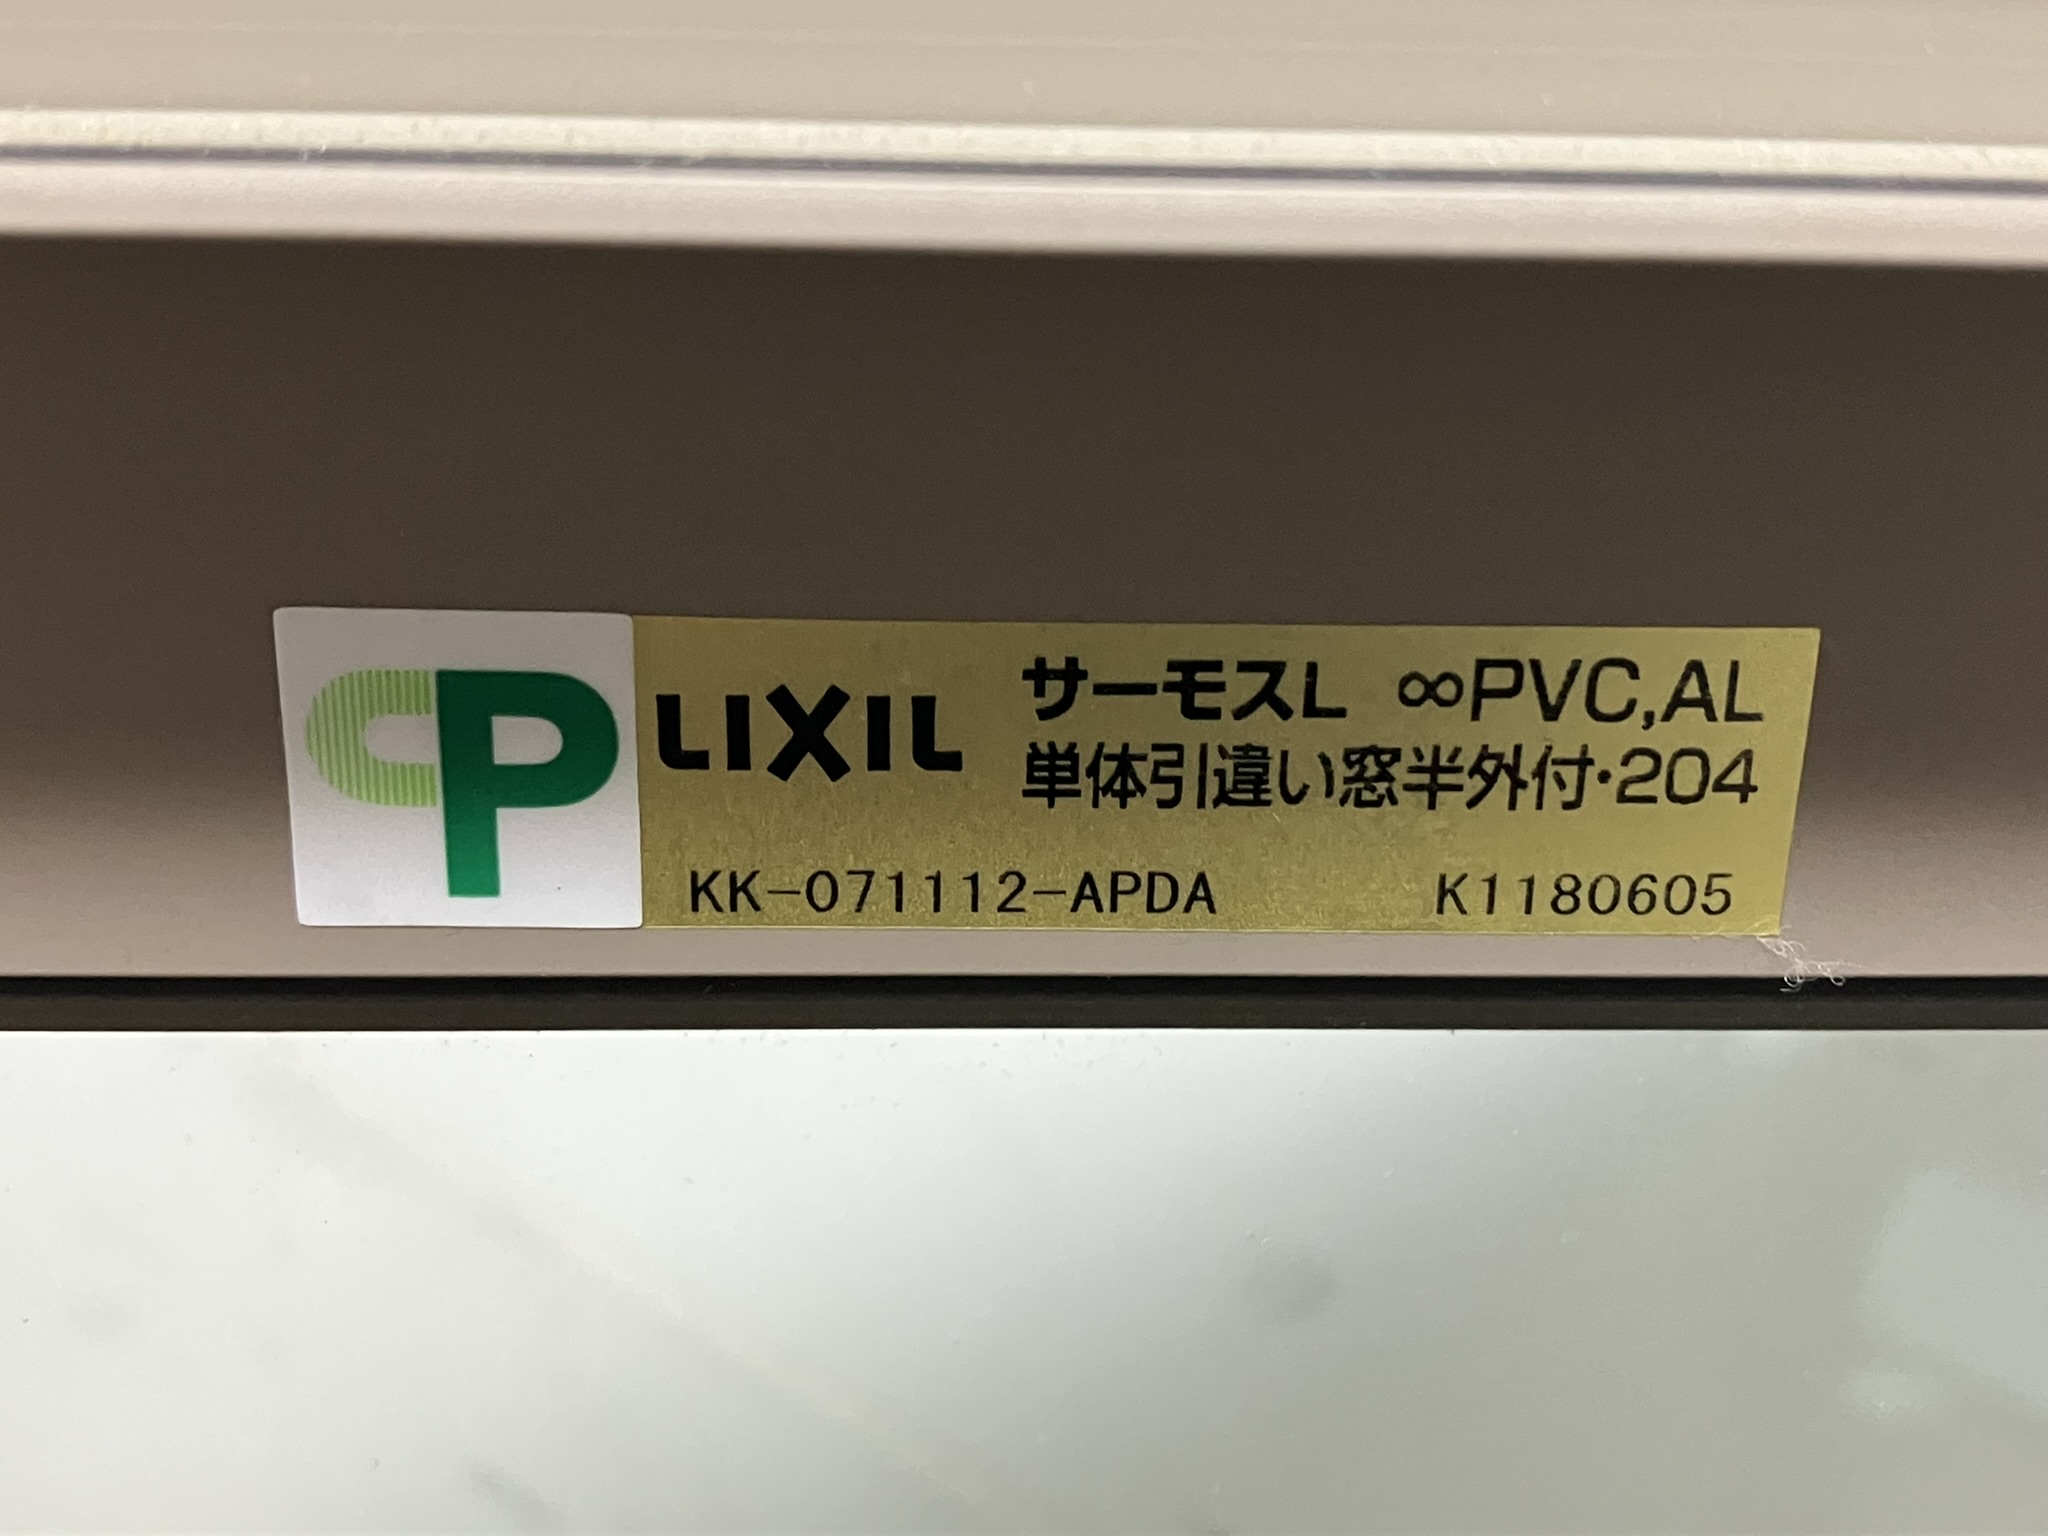 CP
LIXIL サーモスL ∞PVC,AL
単体引違い窓半外付・204
KK-071112-APDA K1180605